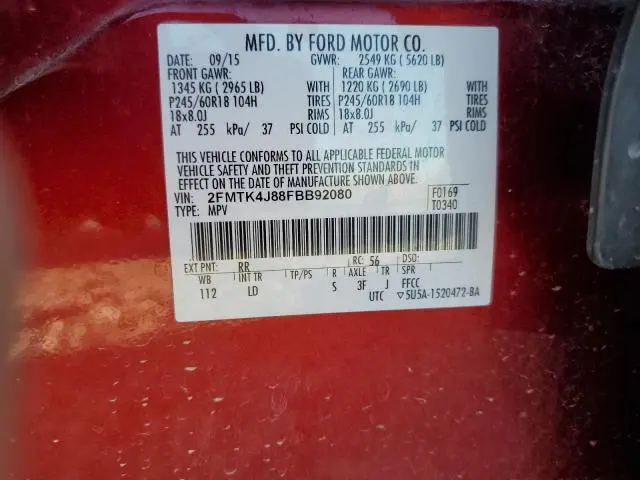 MFD. BY FORD MOTOR CO.
DATE: 09/15 GVWR: 2549 KG ( 5620 LB)
FRONT GAWR: REAR GAWR:
1345 KG ( 2965 LB) WITH 1220 KG ( 2690 LB) WITH
P245/60R18 104H TIRES P245/60R18 104H TIRES
18x8.0J RIMS 18x8.0J RIMS
AT 255 kPa/ 37 PSI COLD AT 255 kPa/ 37 PSI COLD
THIS VEHICLE CONFORMS TO ALL APPLICABLE FEDERAL MOTOR
VEHICLE SAFETY AND THEFT PREVENTION STANDARDS IN
EFFECT ON THE DATE OF MANUFACTURE SHOWN ABOVE.
VIN: 2FMTK4J88FBB92080 F0169
TYPE: MPV T0340
EXT PNT: RR RC: 56 DSO:
WB INT TR TP/PS R AXLE TR SPR
112 LD S 3F J FFCC
UTC ▽5U5A-1520472-BA